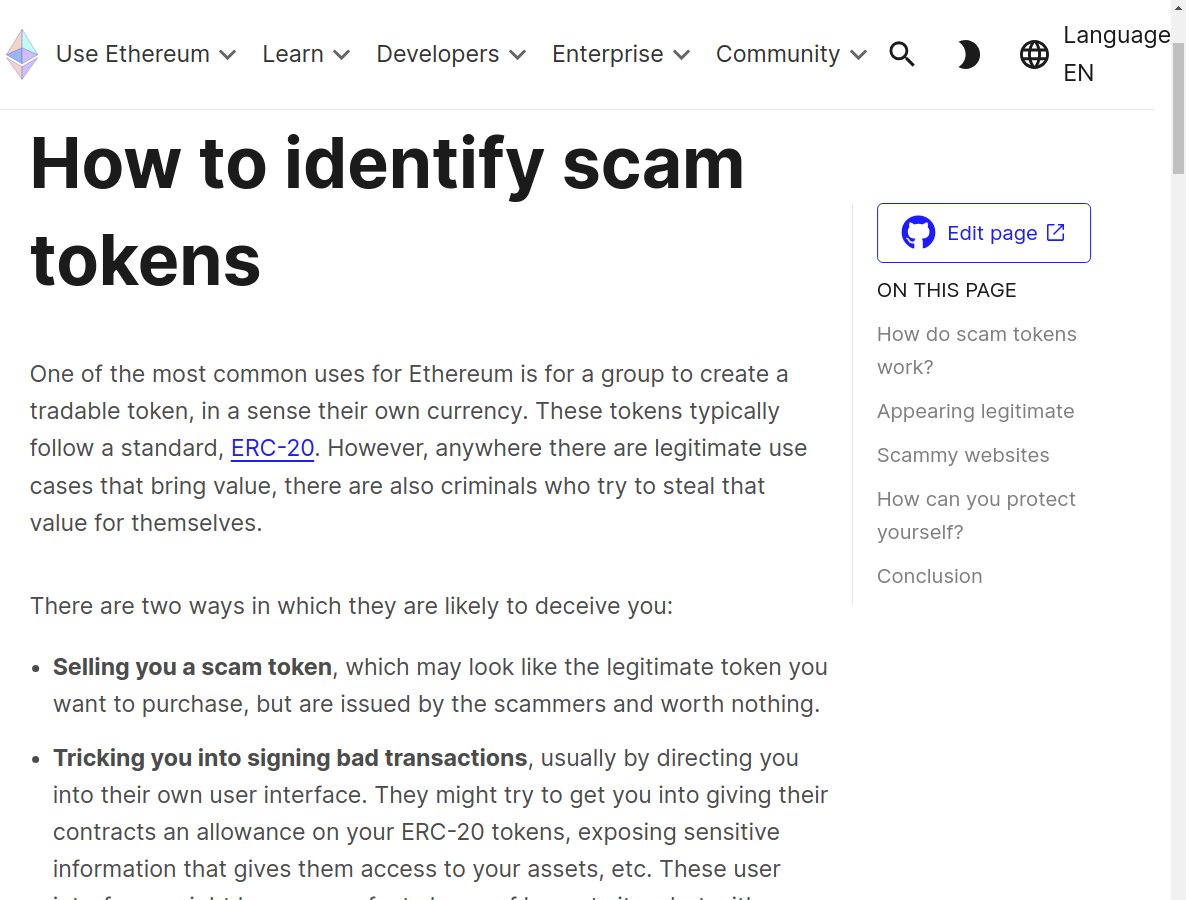 Use Ethereum Learn Developers Enterprise Community Language
EN
How to identify scam
tokens
One of the most common uses for Ethereum is for a group to create a
tradable token, in a sense their own currency. These tokens typically
follow a standard, ERC-20. However, anywhere there are legitimate use
cases that bring value, there are also criminals who try to steal that
value for themselves.
There are two ways in which they are likely to deceive you:
• Selling you a scam token, which may look like the legitimate token you
want to purchase, but are issued by the scammers and worth nothing.
• Tricking you into signing bad transactions, usually by directing you
into their own user interface. They might try to get you into giving their
contracts an allowance on your ERC-20 tokens, exposing sensitive
information that gives them access to your assets, etc. These user
Edit page
ON THIS PAGE
How do scam tokens
work?
Appearing legitimate
Scammy websites
How can you protect
yourself?
Conclusion